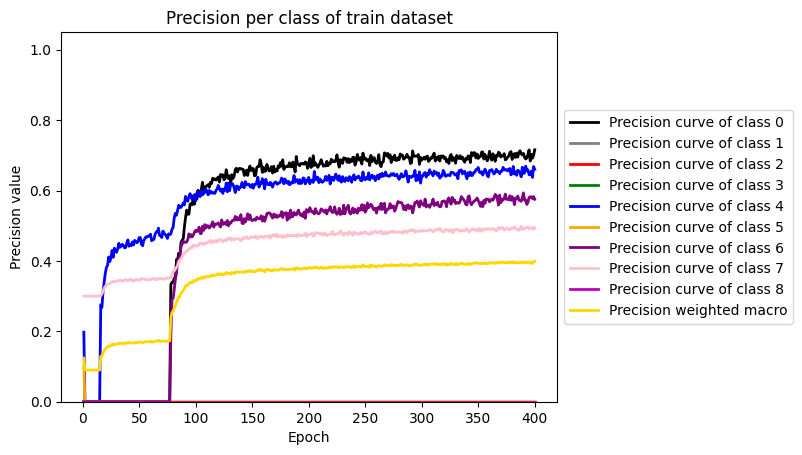 Precision per class of train dataset
Precision value
1.0
0.8
0.6
0.4
0.2
0.0
0 50 100 150 200 250 300 350 400
Epoch
Precision curve of class 0
Precision curve of class 1
Precision curve of class 2
Precision curve of class 3
Precision curve of class 4
Precision curve of class 5
Precision curve of class 6
Precision curve of class 7
Precision curve of class 8
Precision weighted macro